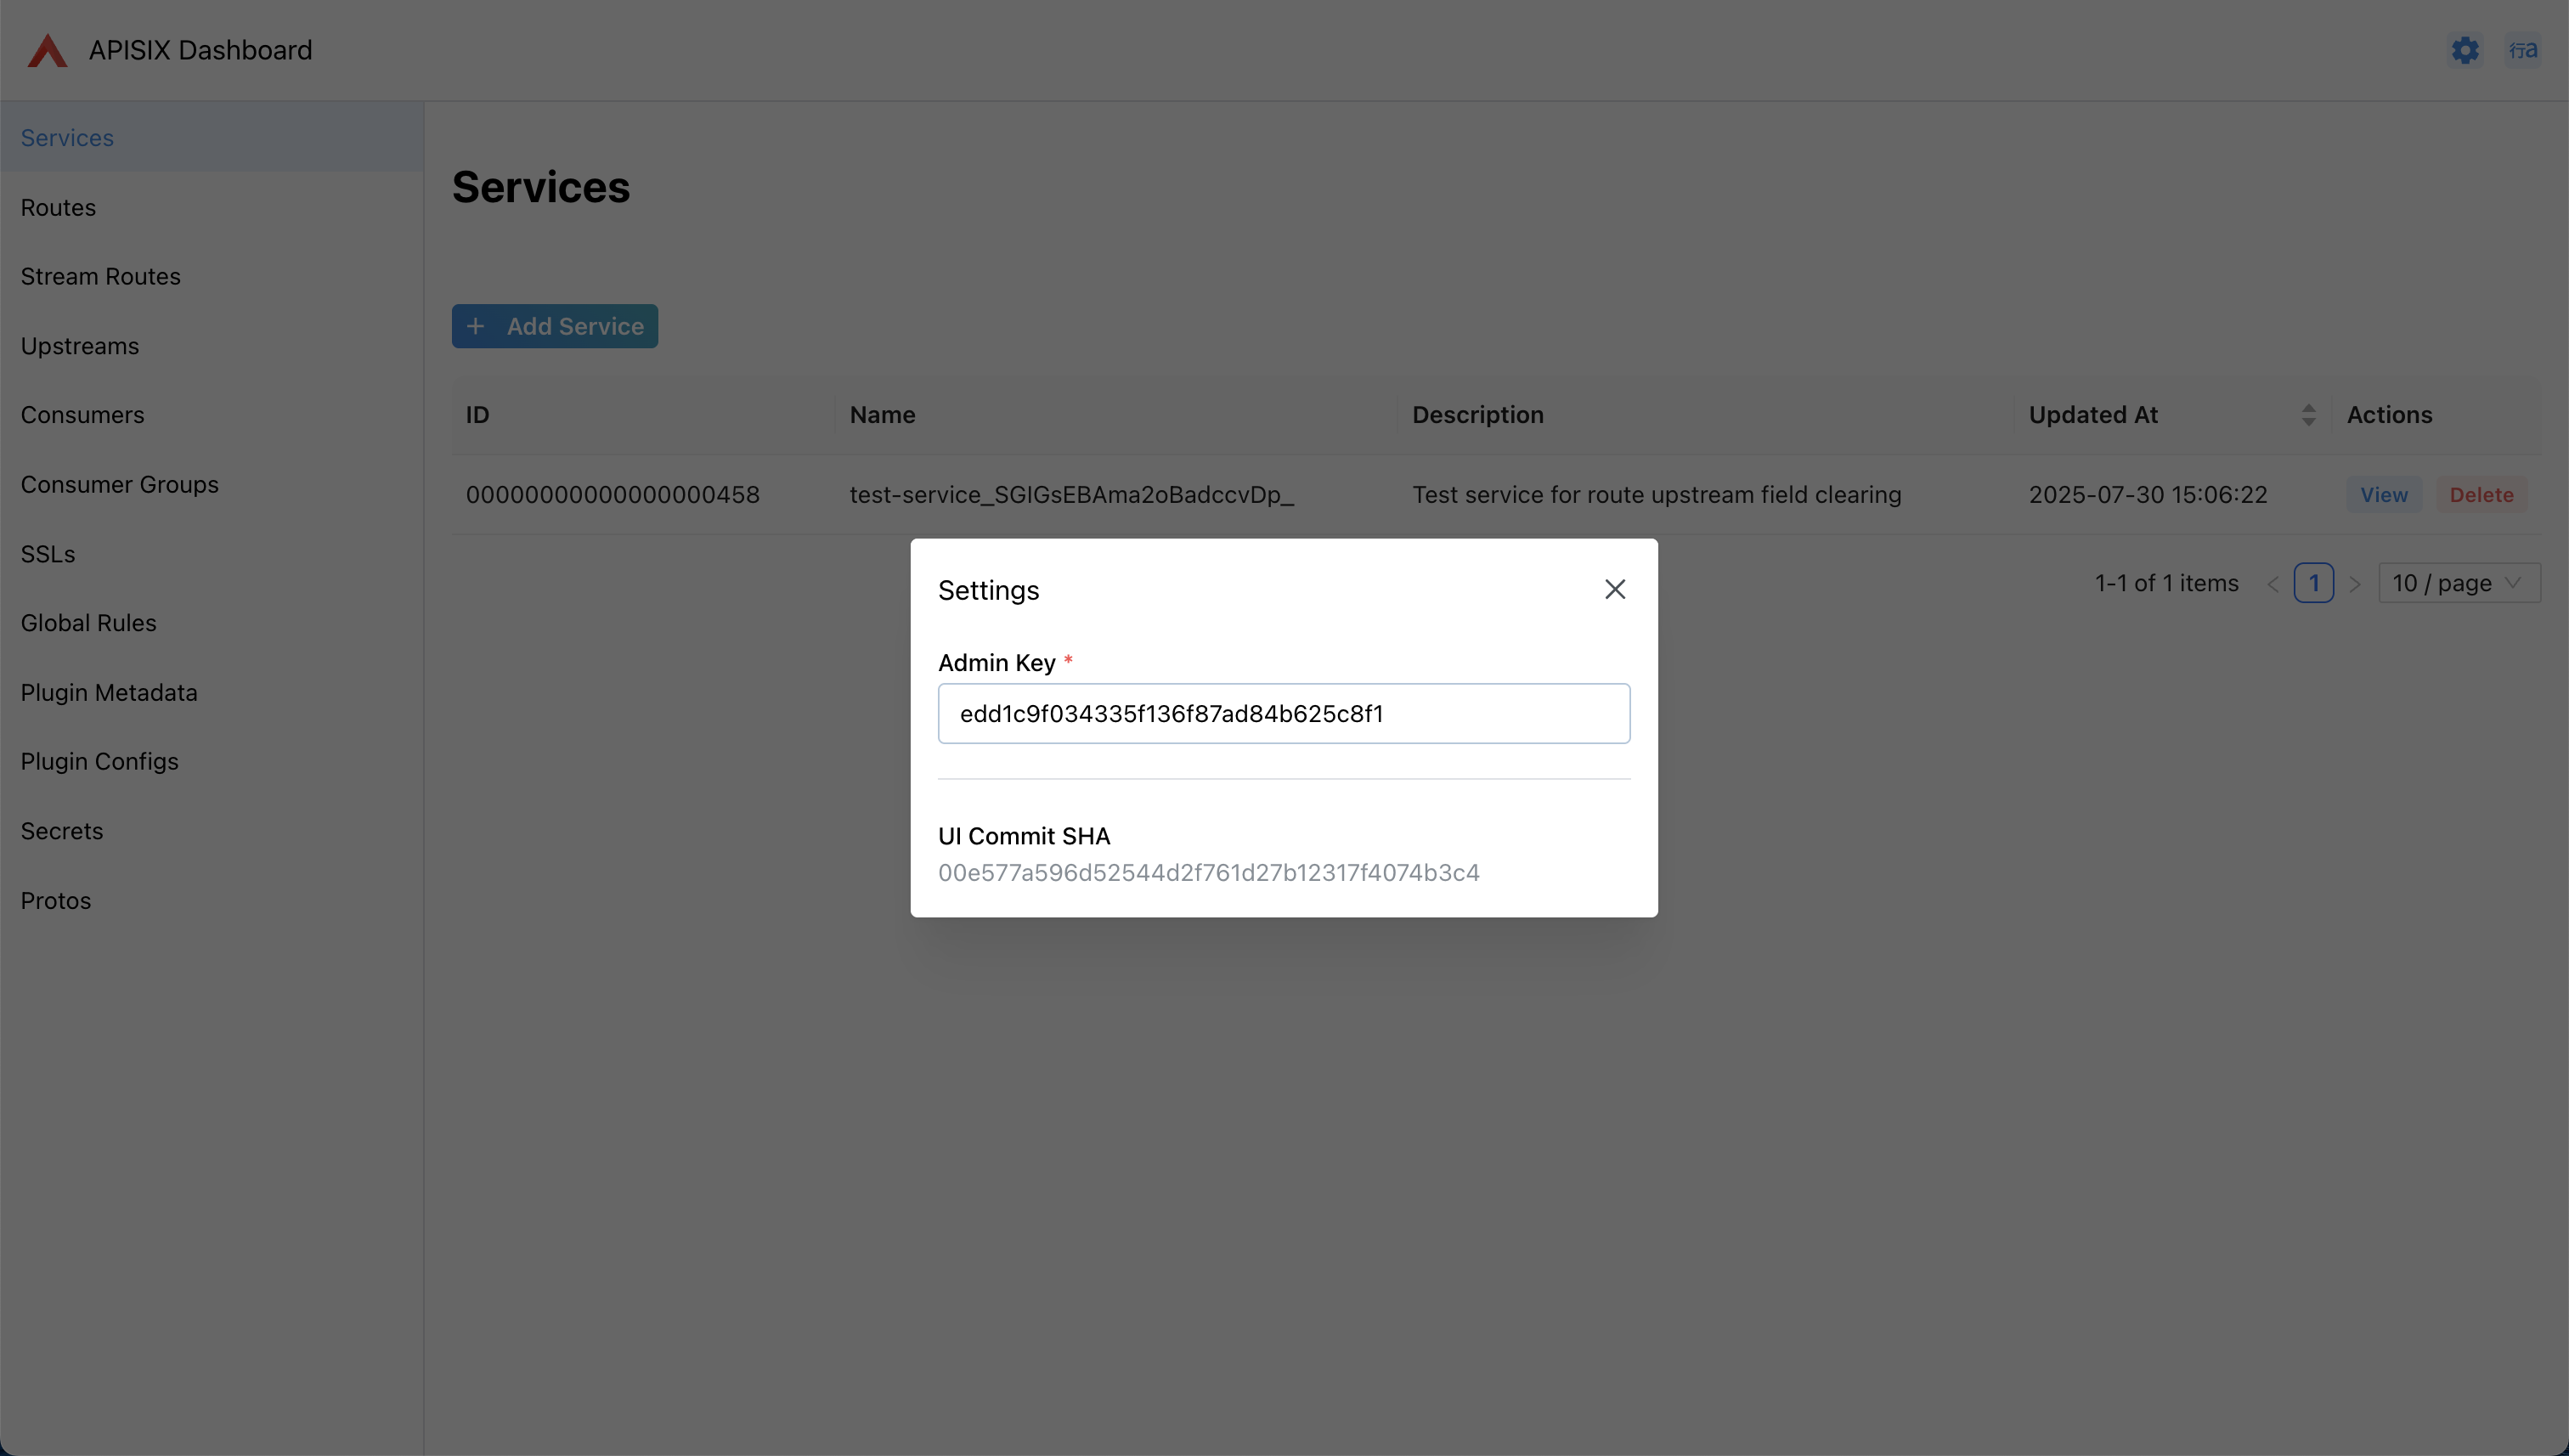 APISIX Dashboard
行a
Services
Routes
Stream Routes
Upstreams
Consumers
Consumer Groups
SSLs
Global Rules
Plugin Metadata
Plugin Configs
Secrets
Protos
Services
+ Add Service
ID Name Description Updated At Actions
00000000000000000458 test-service_SGIGsEBAma2oBadccvDp_ Test service for route upstream field clearing 2025-07-30 15:06:22 View Delete
1-1 of 1 items < 1 > 10 / page
Settings
Admin Key *
edd1c9f034335f136f87ad84b625c8f1
UI Commit SHA
00e577a596d52544d2f761d27b12317f4074b3c4